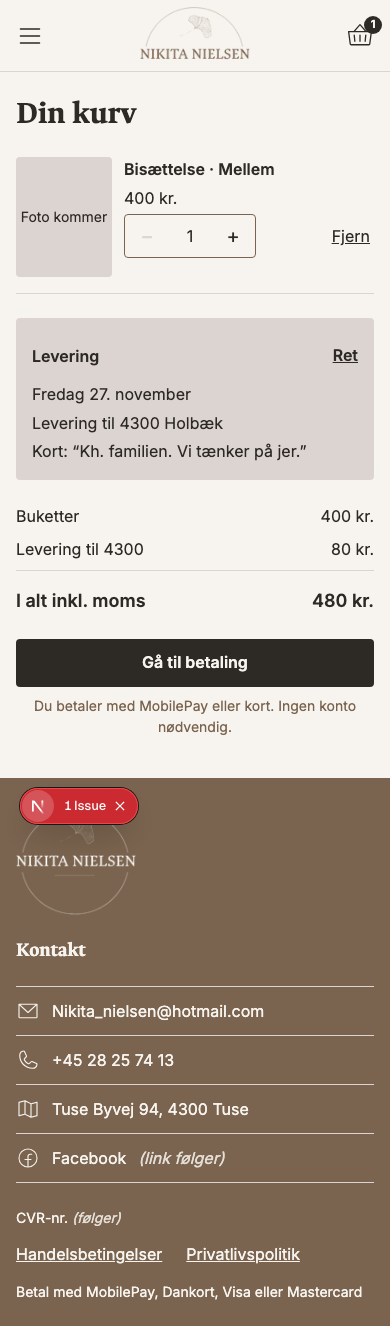 NIKITA NIELSEN
1
Din kurv
Foto kommer
Bisættelse · Mellem
400 kr.
− 1 +
Fjern
Levering
Ret
Fredag 27. november
Levering til 4300 Holbæk
Kort: “Kh. familien. Vi tænker på jer.”
Buketter 400 kr.
Levering til 4300 80 kr.
I alt inkl. moms 480 kr.
Gå til betaling
Du betaler med MobilePay eller kort. Ingen konto
nødvendig.
N 1 Issue ×
NIKITA NIELSEN
Kontakt
Nikita_nielsen@hotmail.com
+45 28 25 74 13
Tuse Byvej 94, 4300 Tuse
Facebook (link følger)
CVR-nr. (følger)
Handelsbetingelser Privatlivspolitik
Betal med MobilePay, Dankort, Visa eller Mastercard